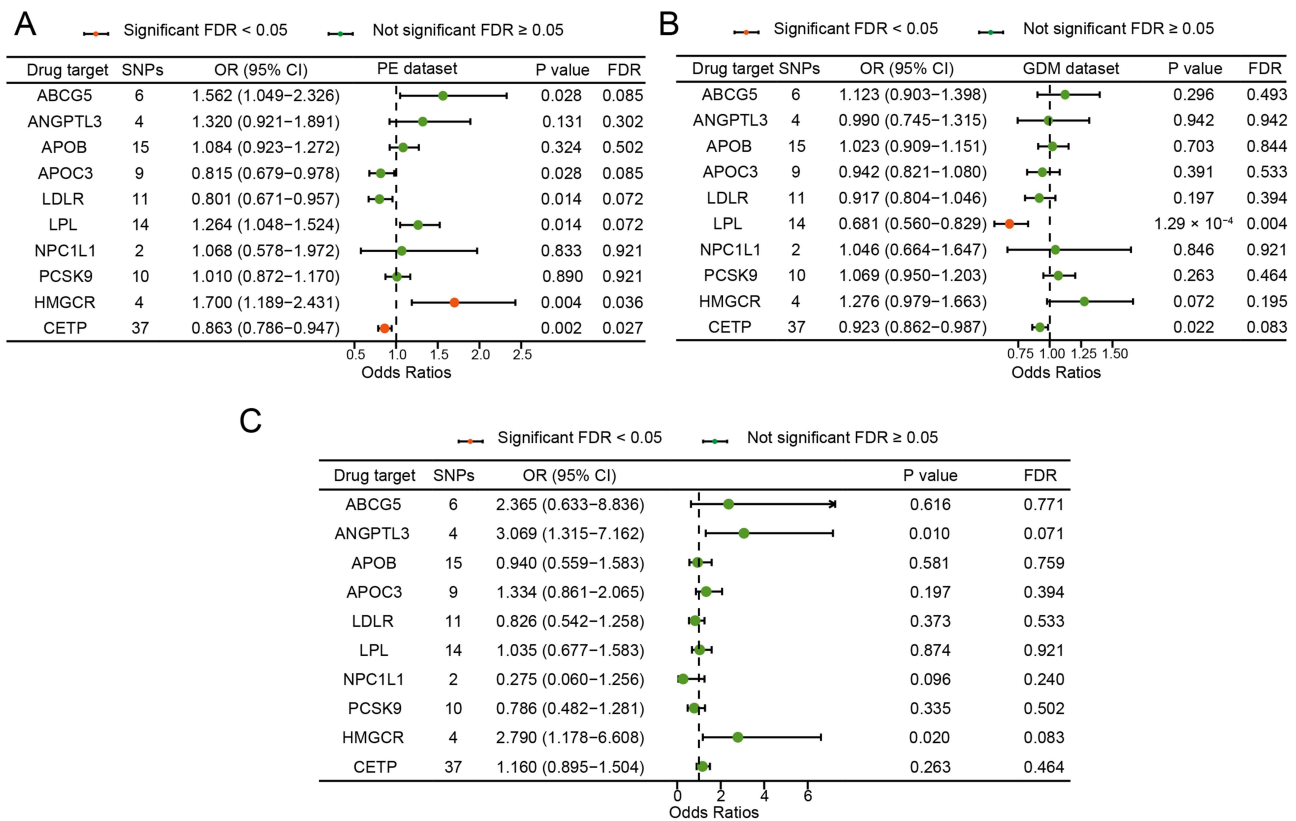 A
Significant FDR < 0.05 Not significant FDR ≥ 0.05
Drug target SNPs OR (95% CI) PE dataset P value FDR
ABCG5 6 1.562 (1.049−2.326) 0.028 0.085
ANGPTL3 4 1.320 (0.921−1.891) 0.131 0.302
APOB 15 1.084 (0.923−1.272) 0.324 0.502
APOC3 9 0.815 (0.679−0.978) 0.028 0.085
LDLR 11 0.801 (0.671−0.957) 0.014 0.072
LPL 14 1.264 (1.048−1.524) 0.014 0.072
NPC1L1 2 1.068 (0.578−1.972) 0.833 0.921
PCSK9 10 1.010 (0.872−1.170) 0.890 0.921
HMGCR 4 1.700 (1.189−2.431) 0.004 0.036
CETP 37 0.863 (0.786−0.947) 0.002 0.027
0.5 1.0 1.5 2.0 2.5
Odds Ratios
B
Significant FDR < 0.05 Not significant FDR ≥ 0.05
Drug target SNPs OR (95% CI) GDM dataset P value FDR
ABCG5 6 1.123 (0.903−1.398) 0.296 0.493
ANGPTL3 4 0.990 (0.745−1.315) 0.942 0.942
APOB 15 1.023 (0.909−1.151) 0.703 0.844
APOC3 9 0.942 (0.821−1.080) 0.391 0.533
LDLR 11 0.917 (0.804−1.046) 0.197 0.394
LPL 14 0.681 (0.560−0.829) 1.29 × 10⁻⁴ 0.004
NPC1L1 2 1.046 (0.664−1.647) 0.846 0.921
PCSK9 10 1.069 (0.950−1.203) 0.263 0.464
HMGCR 4 1.276 (0.979−1.663) 0.072 0.195
CETP 37 0.923 (0.862−0.987) 0.022 0.083
0.75 1.00 1.25 1.50
Odds Ratios
C
Significant FDR < 0.05 Not significant FDR ≥ 0.05
Drug target SNPs OR (95% CI) P value FDR
ABCG5 6 2.365 (0.633−8.836) 0.616 0.771
ANGPTL3 4 3.069 (1.315−7.162) 0.010 0.071
APOB 15 0.940 (0.559−1.583) 0.581 0.759
APOC3 9 1.334 (0.861−2.065) 0.197 0.394
LDLR 11 0.826 (0.542−1.258) 0.373 0.533
LPL 14 1.035 (0.677−1.583) 0.874 0.921
NPC1L1 2 0.275 (0.060−1.256) 0.096 0.240
PCSK9 10 0.786 (0.482−1.281) 0.335 0.502
HMGCR 4 2.790 (1.178−6.608) 0.020 0.083
CETP 37 1.160 (0.895−1.504) 0.263 0.464
0 2 4 6
Odds Ratios